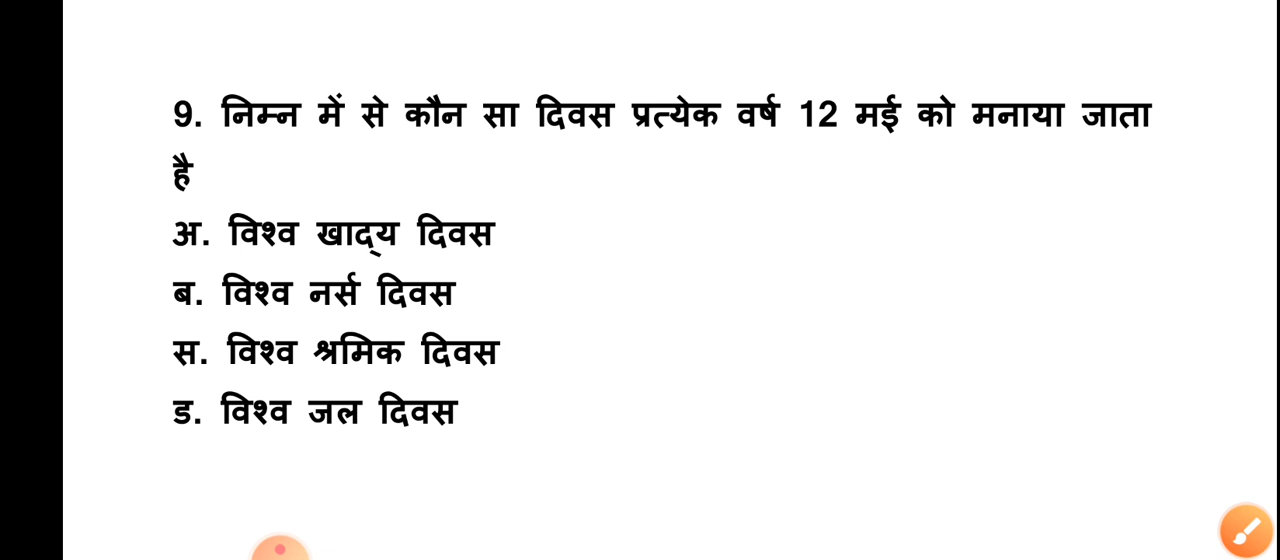 9. निम्न में से कौन सा दिवस प्रत्येक वर्ष 12 मई को मनाया जाता
है
अ. विश्व खाद्य दिवस
ब. विश्व नर्स दिवस
स. विश्व श्रमिक दिवस
ड. विश्व जल दिवस